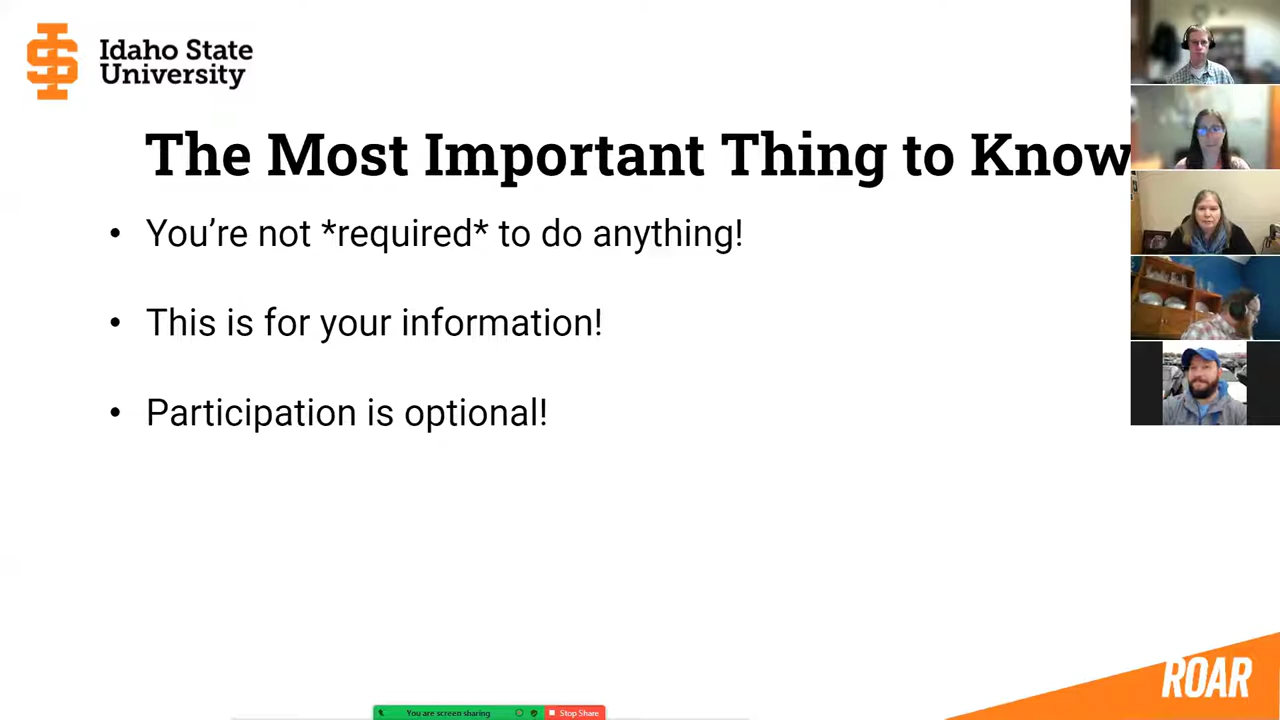 Idaho State
University
The Most Important Thing to Know
• You’re not *required* to do anything!
• This is for your information!
• Participation is optional!
ROAR
You are screen sharing
Stop Share